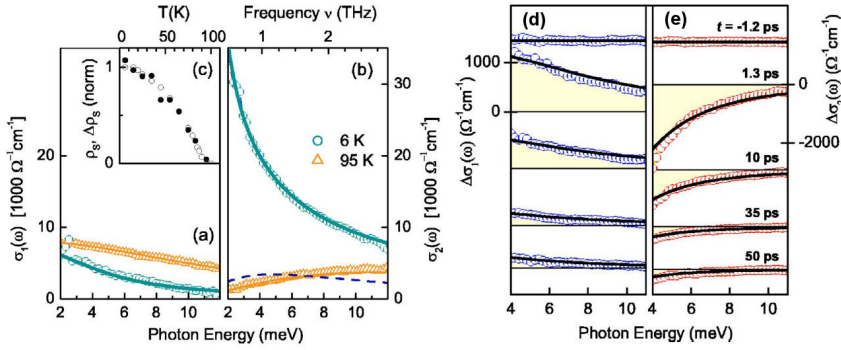 T(K)
0
50
100
Frequency ν (THz)
1
2
(c)
1
0
ρS, ΔρS (norm)
(b)
30
20
10
0
6 K
95 K
σ1(ω) [1000 Ω⁻¹cm⁻¹]
20
10
0
(a)
σ2(ω) [1000 Ω⁻¹cm⁻¹]
2 4 6 8 10
2 4 6 8 10
Photon Energy (meV)
(d)
(e)
t = -1.2 ps
1.3 ps
10 ps
35 ps
50 ps
1000
0
Δσ1(ω) (Ω⁻¹cm⁻¹)
0
-2000
Δσ2(ω) (Ω⁻¹cm⁻¹)
4 6 8 10
4 6 8 10
Photon Energy (meV)